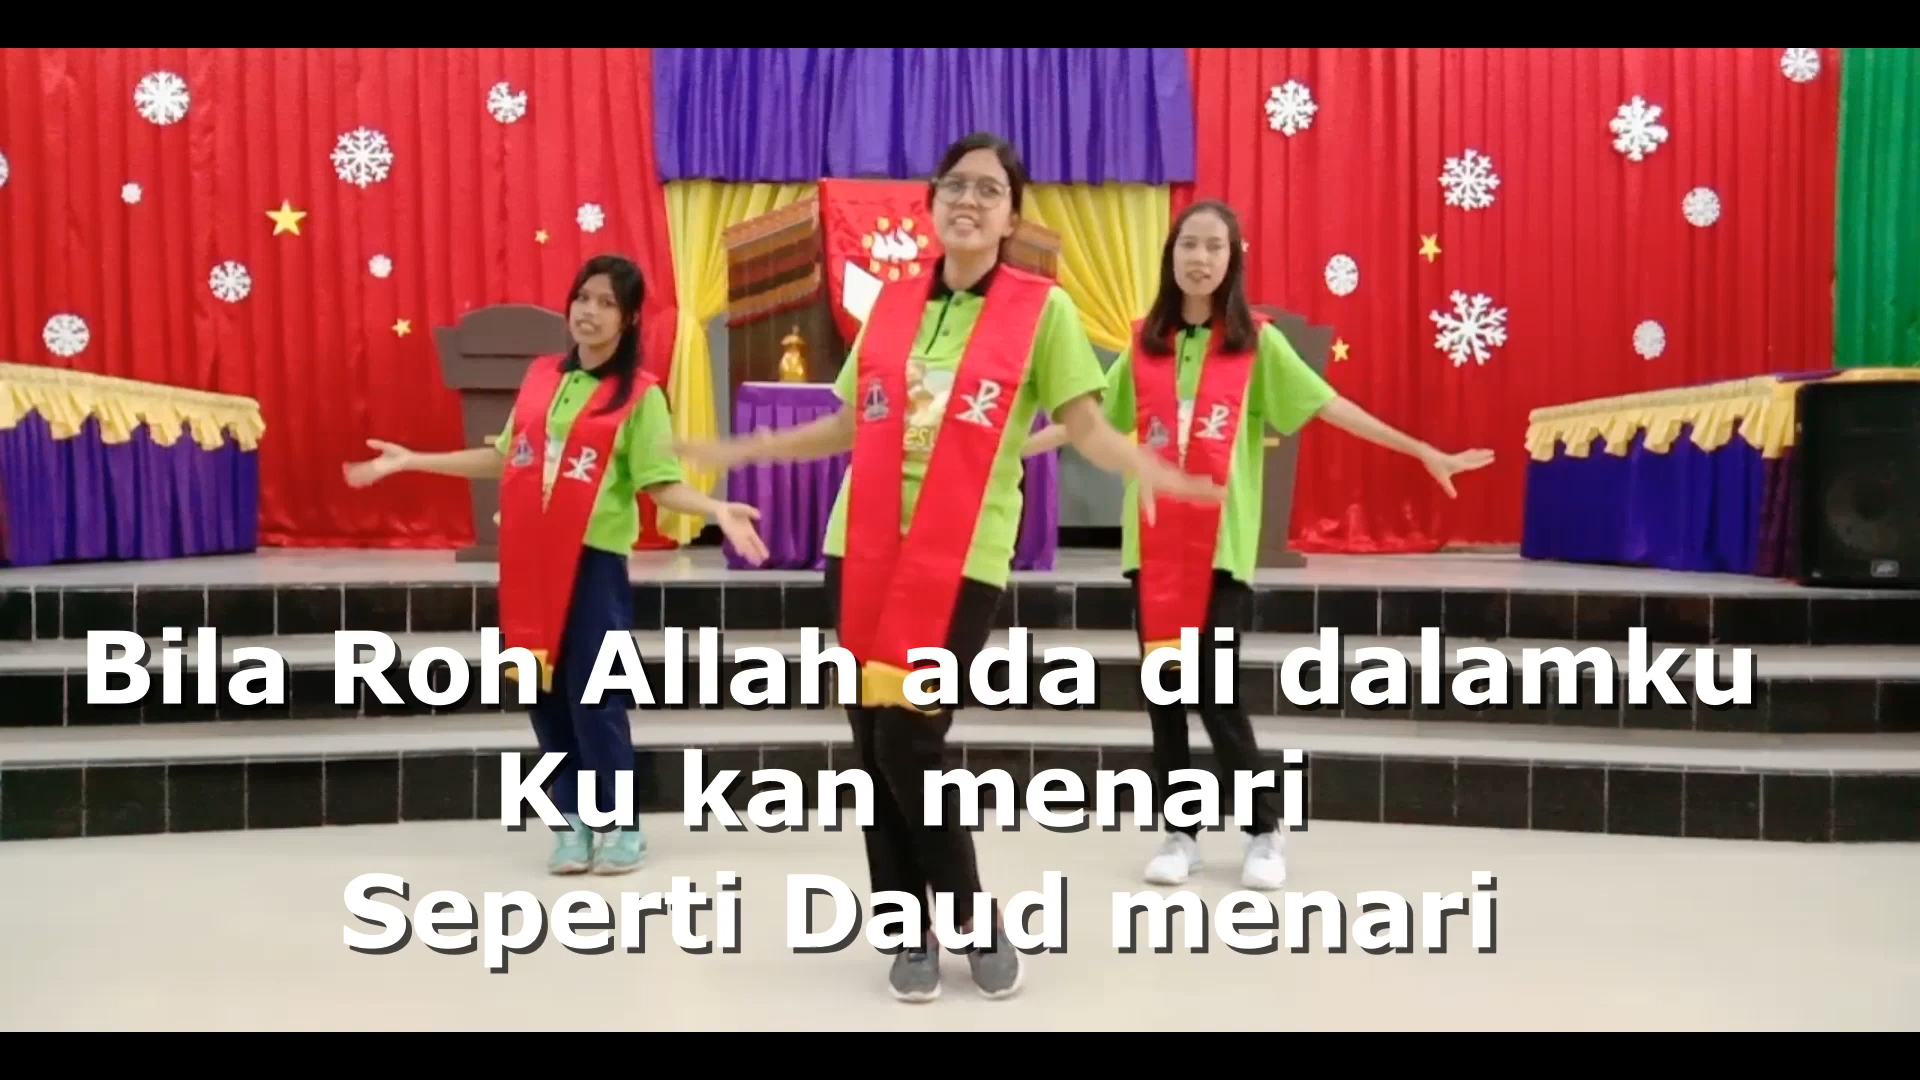 Bila Roh Allah ada di dalamku
Ku kan menari
Seperti Daud menari